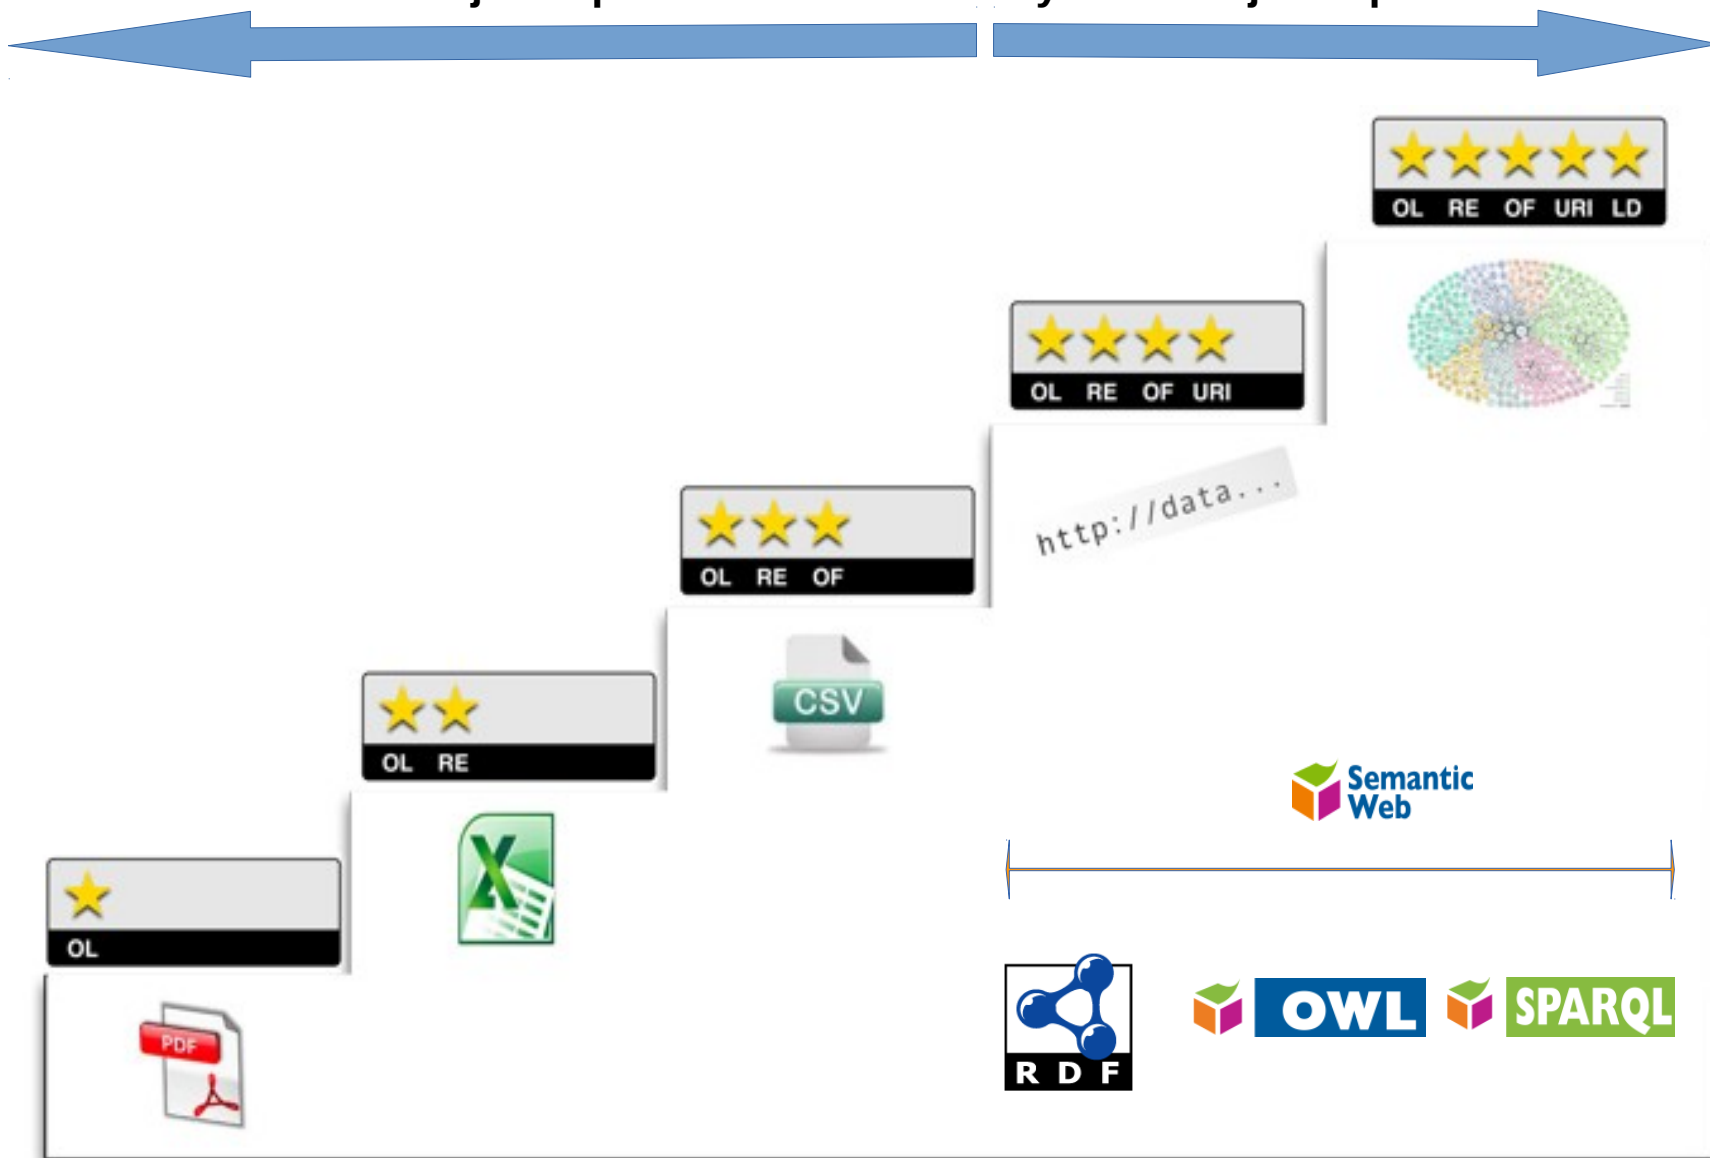 OL RE OF URI LD
OL RE OF URI
http://data...
OL RE OF
CSV
OL RE
Semantic
Web
OL
PDF
RDF
OWL
SPARQL